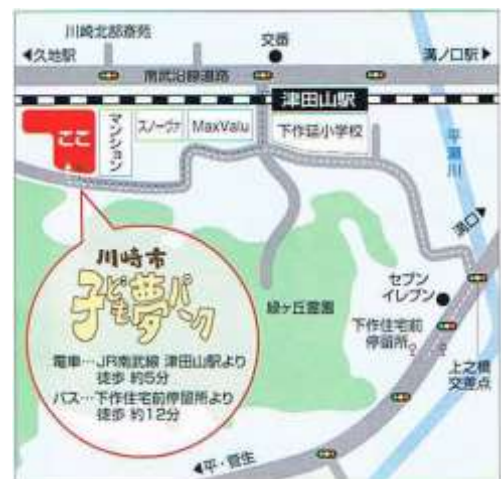 川崎北部斎苑
◀久地駅
交番
溝ノ口駅▶
南武沿線道路
津田山駅
ここ
マンション
スノーヴァ
MaxValu
下作延小学校
平瀬川
溝口▶
川崎市
子ども夢パーク
電車…JR南武線 津田山駅より
徒歩 約5分
バス…下作住宅前停留所より
徒歩 約12分
緑ヶ丘霊園
セブン
イレブン
下作住宅前
停留所
上之橋
交差点
◀平・菅生